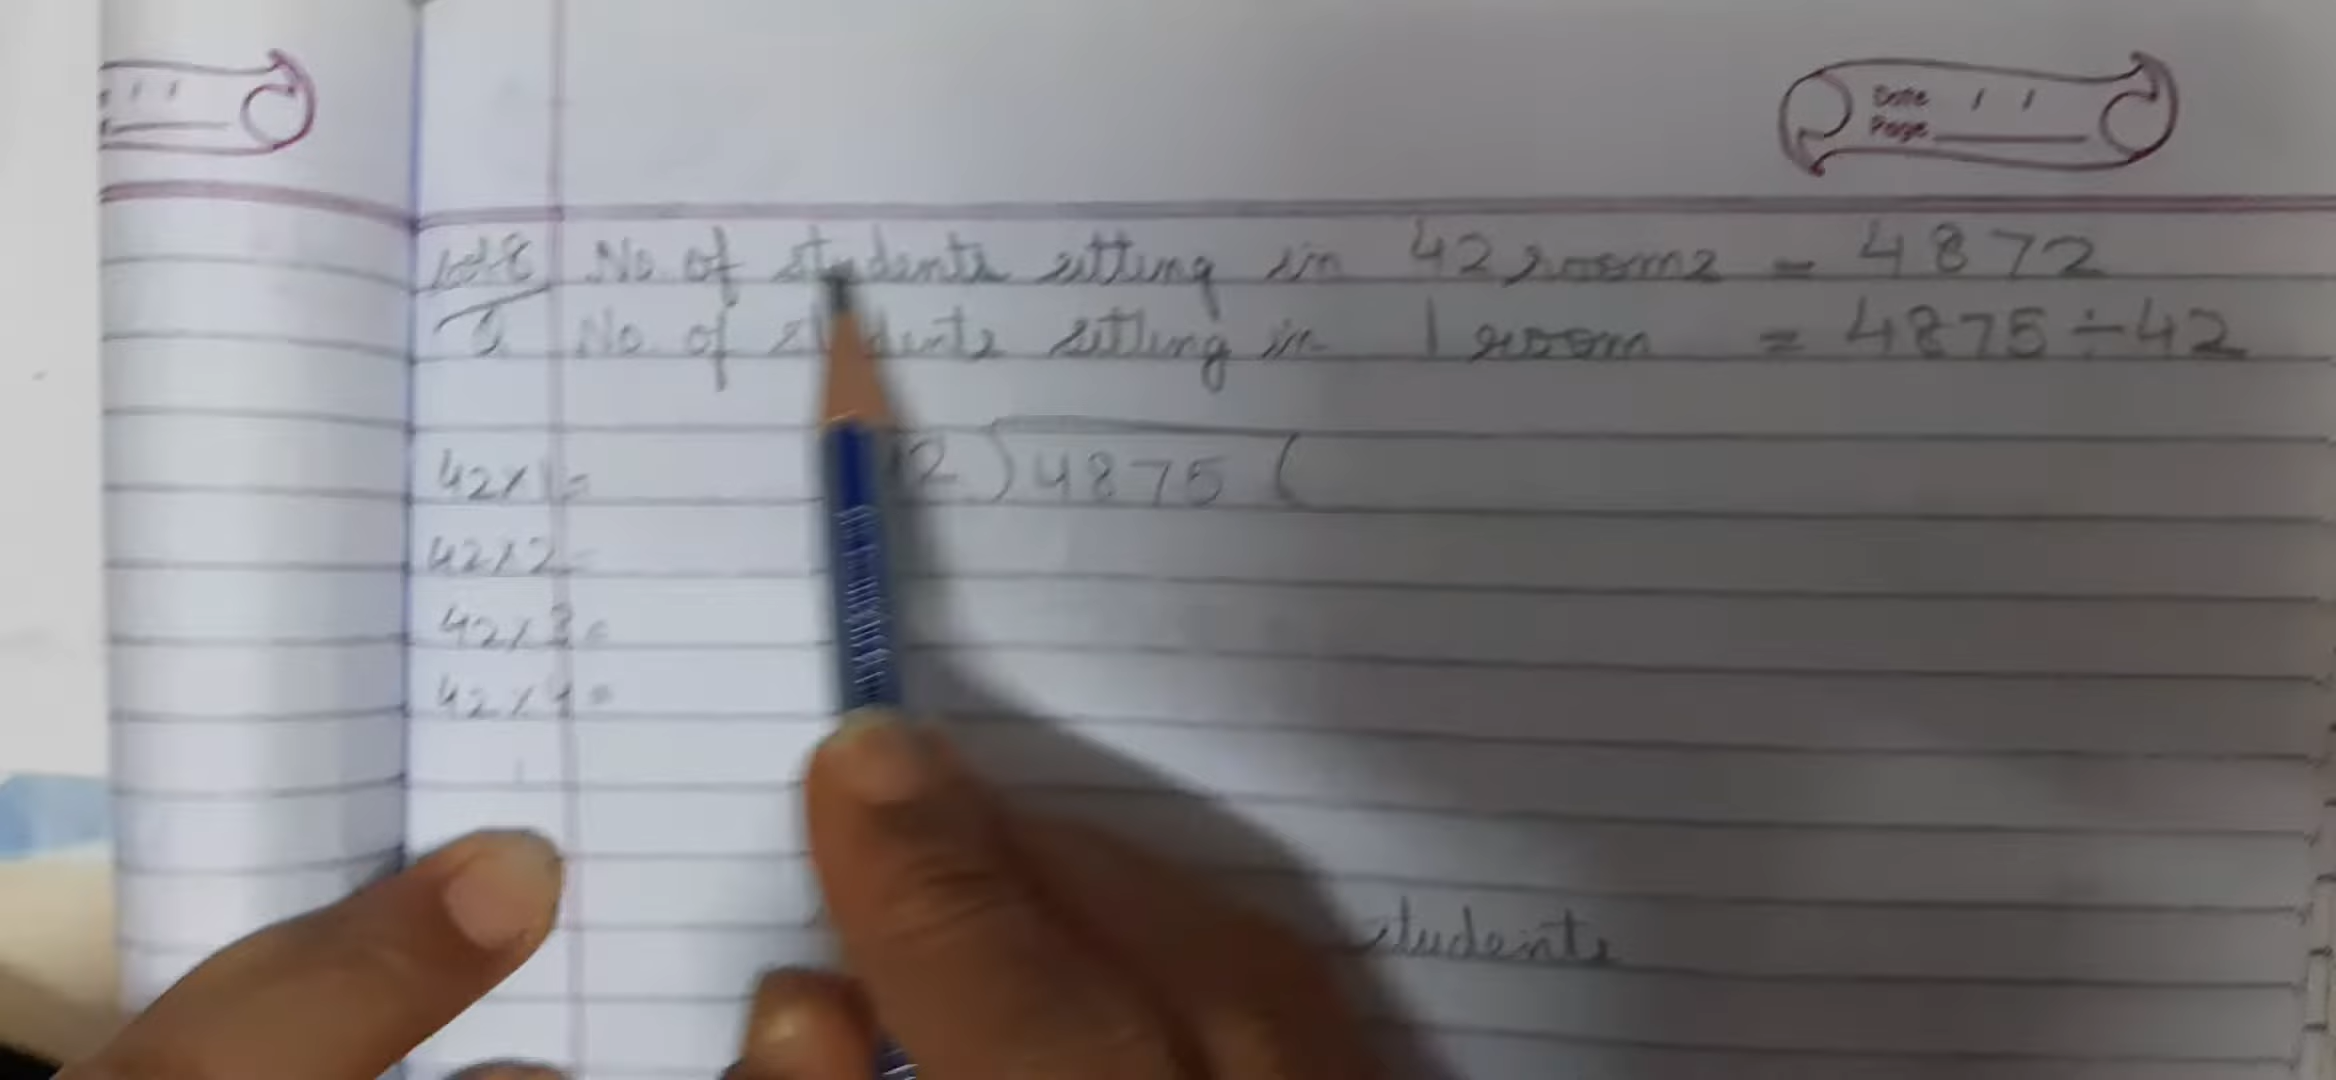 Date / /
Page
No. of students sitting in 42 rooms = 4872
No. of students sitting in 1 room = 4875 ÷ 42
2 ) 4875 (
42 x 1 =
42 x 2 =
42 x 3 =
42 x 4 =
students